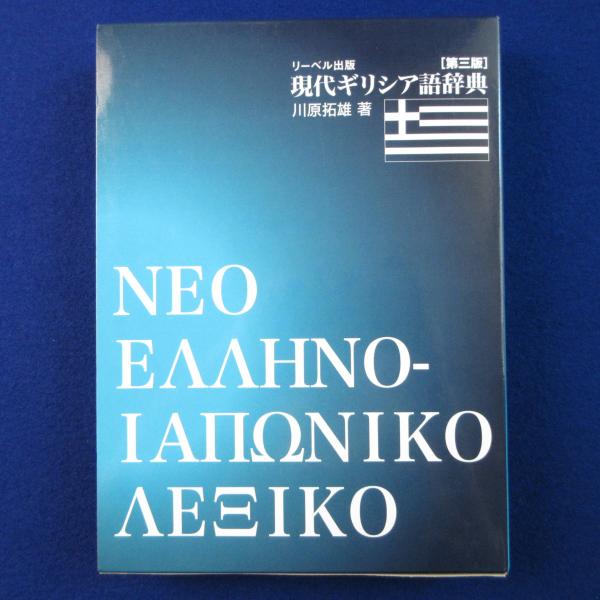 リーベル出版 [第三版]
現代ギリシア語辞典
川原拓雄 著
ΝΕΟ
ΕΛΛΗΝΟ-
ΙΑΠΩΝΙΚΟ
ΛΕΞΙΚΟ